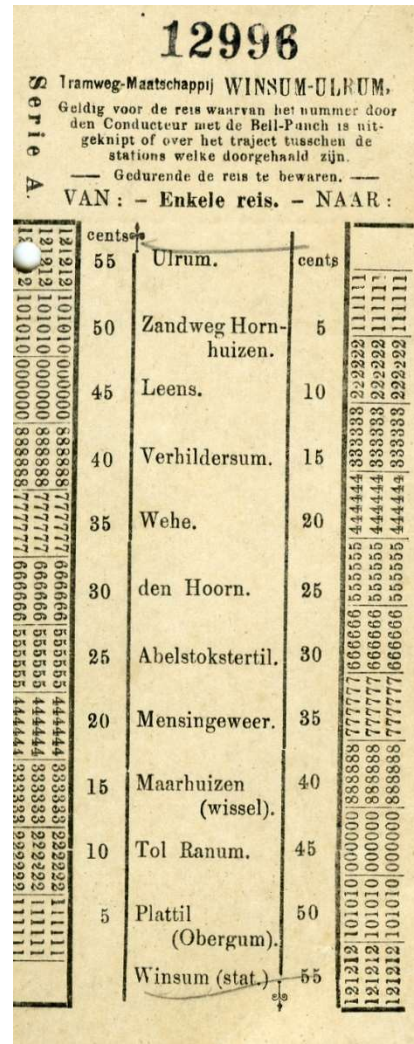 12996
Serie A.
Tramweg-Maatschappij WINSUM-ULRUM,
Geldig voor de reis waarvan het nummer door
den Conducteur met de Bell-Punch is uit-
geknipt of over het traject tusschen de
stations welke doorgehaald zijn.
— Gedurende de reis te bewaren. —
VAN: – Enkele reis. – NAAR:
cents
55 Ulrum. cents
50 Zandweg Horn- 5
huizen.
45 Leens. 10
40 Verhildersum. 15
35 Wehe. 20
30 den Hoorn. 25
25 Abelstokstertil. 30
20 Mensingeweer. 35
15 Maarhuizen 40
(wissel).
10 Tol Ranum. 45
5 Plattil 50
(Obergum).
Winsum (stat.) 55